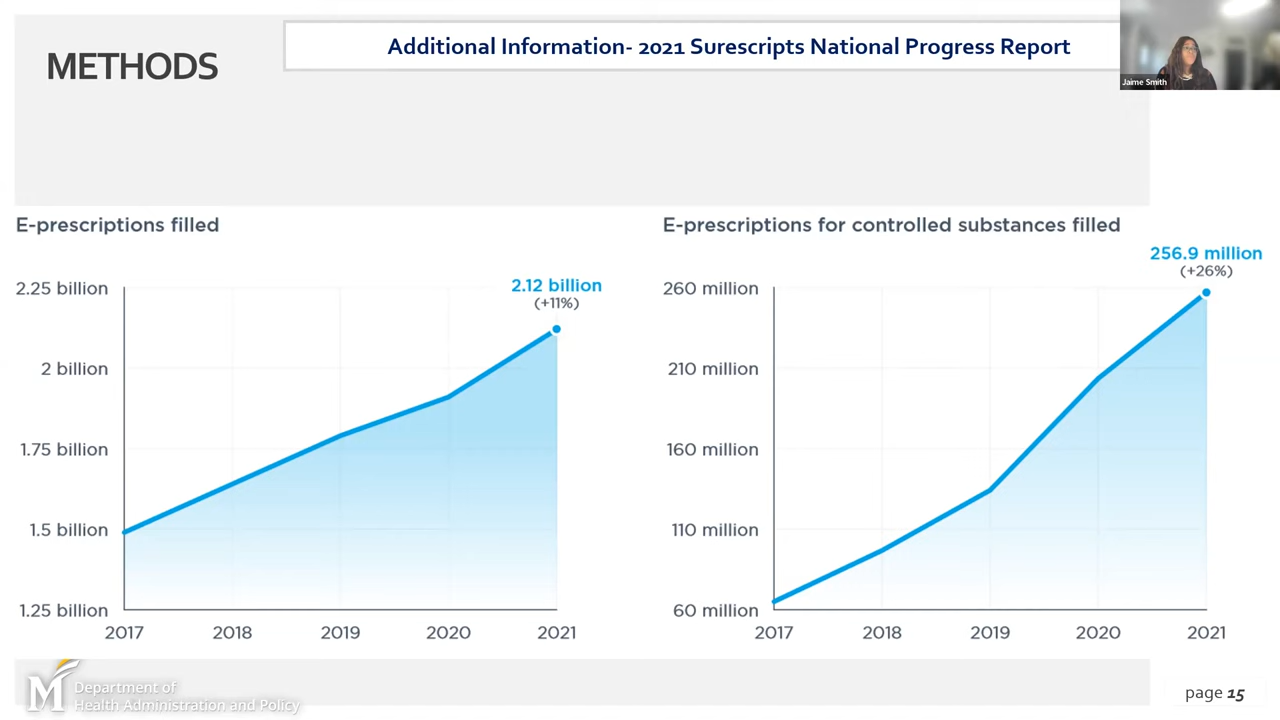 METHODS
Additional Information- 2021 Surescripts National Progress Report
Jaime Smith
E-prescriptions filled
2.12 billion
(+11%)
2.25 billion
2 billion
1.75 billion
1.5 billion
1.25 billion
2017 2018 2019 2020 2021
E-prescriptions for controlled substances filled
256.9 million
(+26%)
260 million
210 million
160 million
110 million
60 million
2017 2018 2019 2020 2021
M
Department of
Health Administration and Policy
page 15